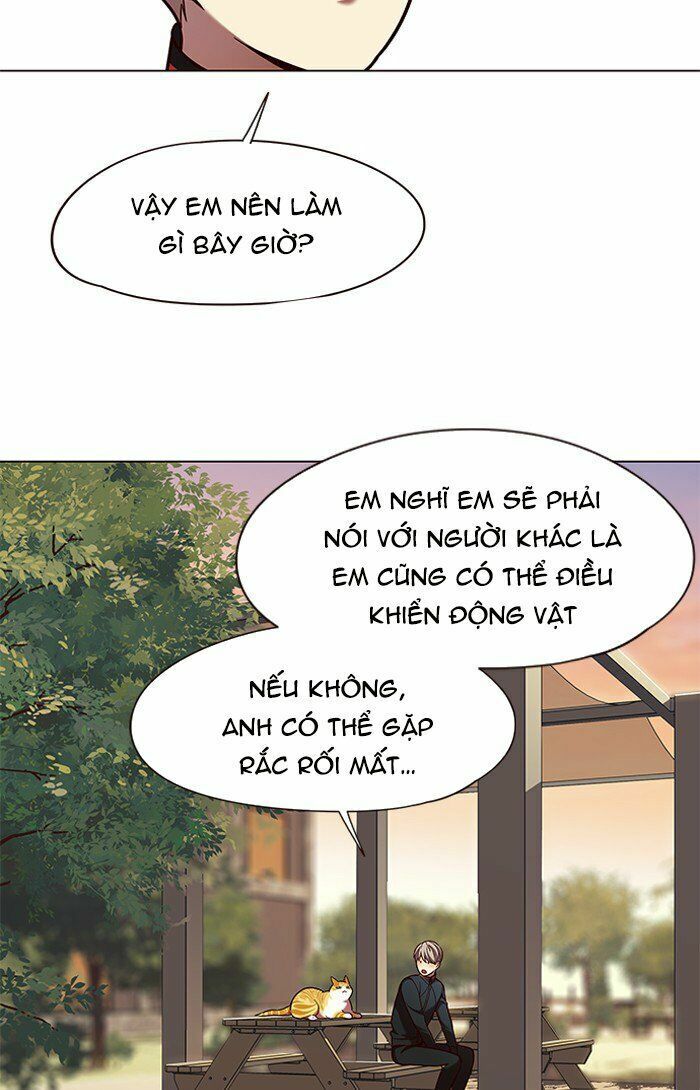 VẬY EM NÊN LÀM
GÌ BÂY GIỜ?
EM NGHĨ EM SẼ PHẢI
NÓI VỚI NGƯỜI KHÁC LÀ
EM CŨNG CÓ THỂ ĐIỀU
KHIỂN ĐỘNG VẬT
NẾU KHÔNG,
ANH CÓ THỂ GẶP
RẮC RỐI MẤT...